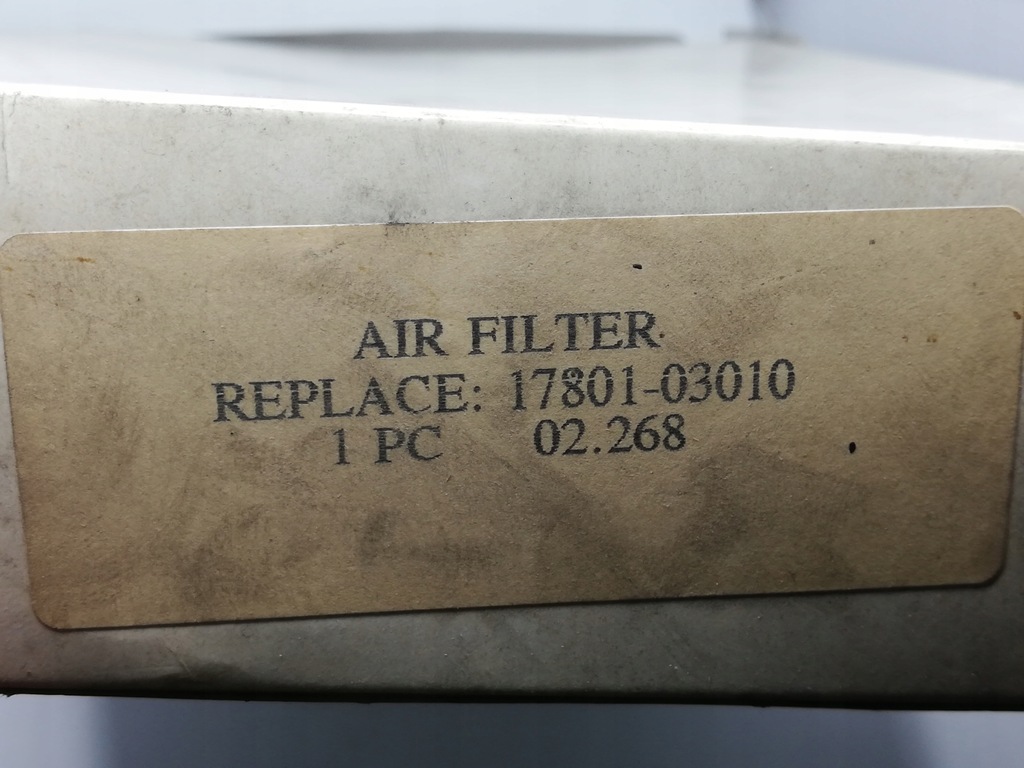 AIR FILTER
REPLACE: 17801-03010
1 PC 02.268